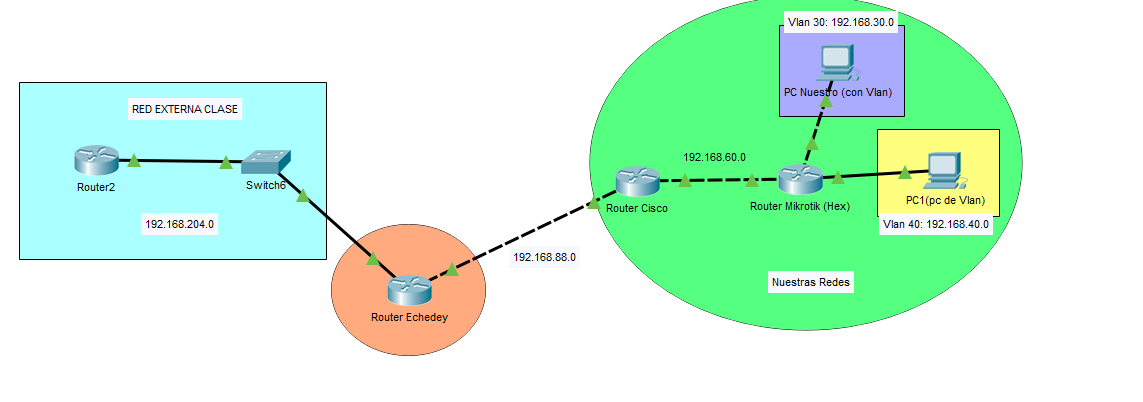 Vlan 30: 192.168.30.0
PC Nuestro (con Vlan)
RED EXTERNA CLASE
Router2
Switch6
192.168.204.0
192.168.60.0
Router Cisco
Router Mikrotik (Hex)
PC1(pc de Vlan)
Vlan 40: 192.168.40.0
192.168.88.0
Nuestras Redes
Router Echedey